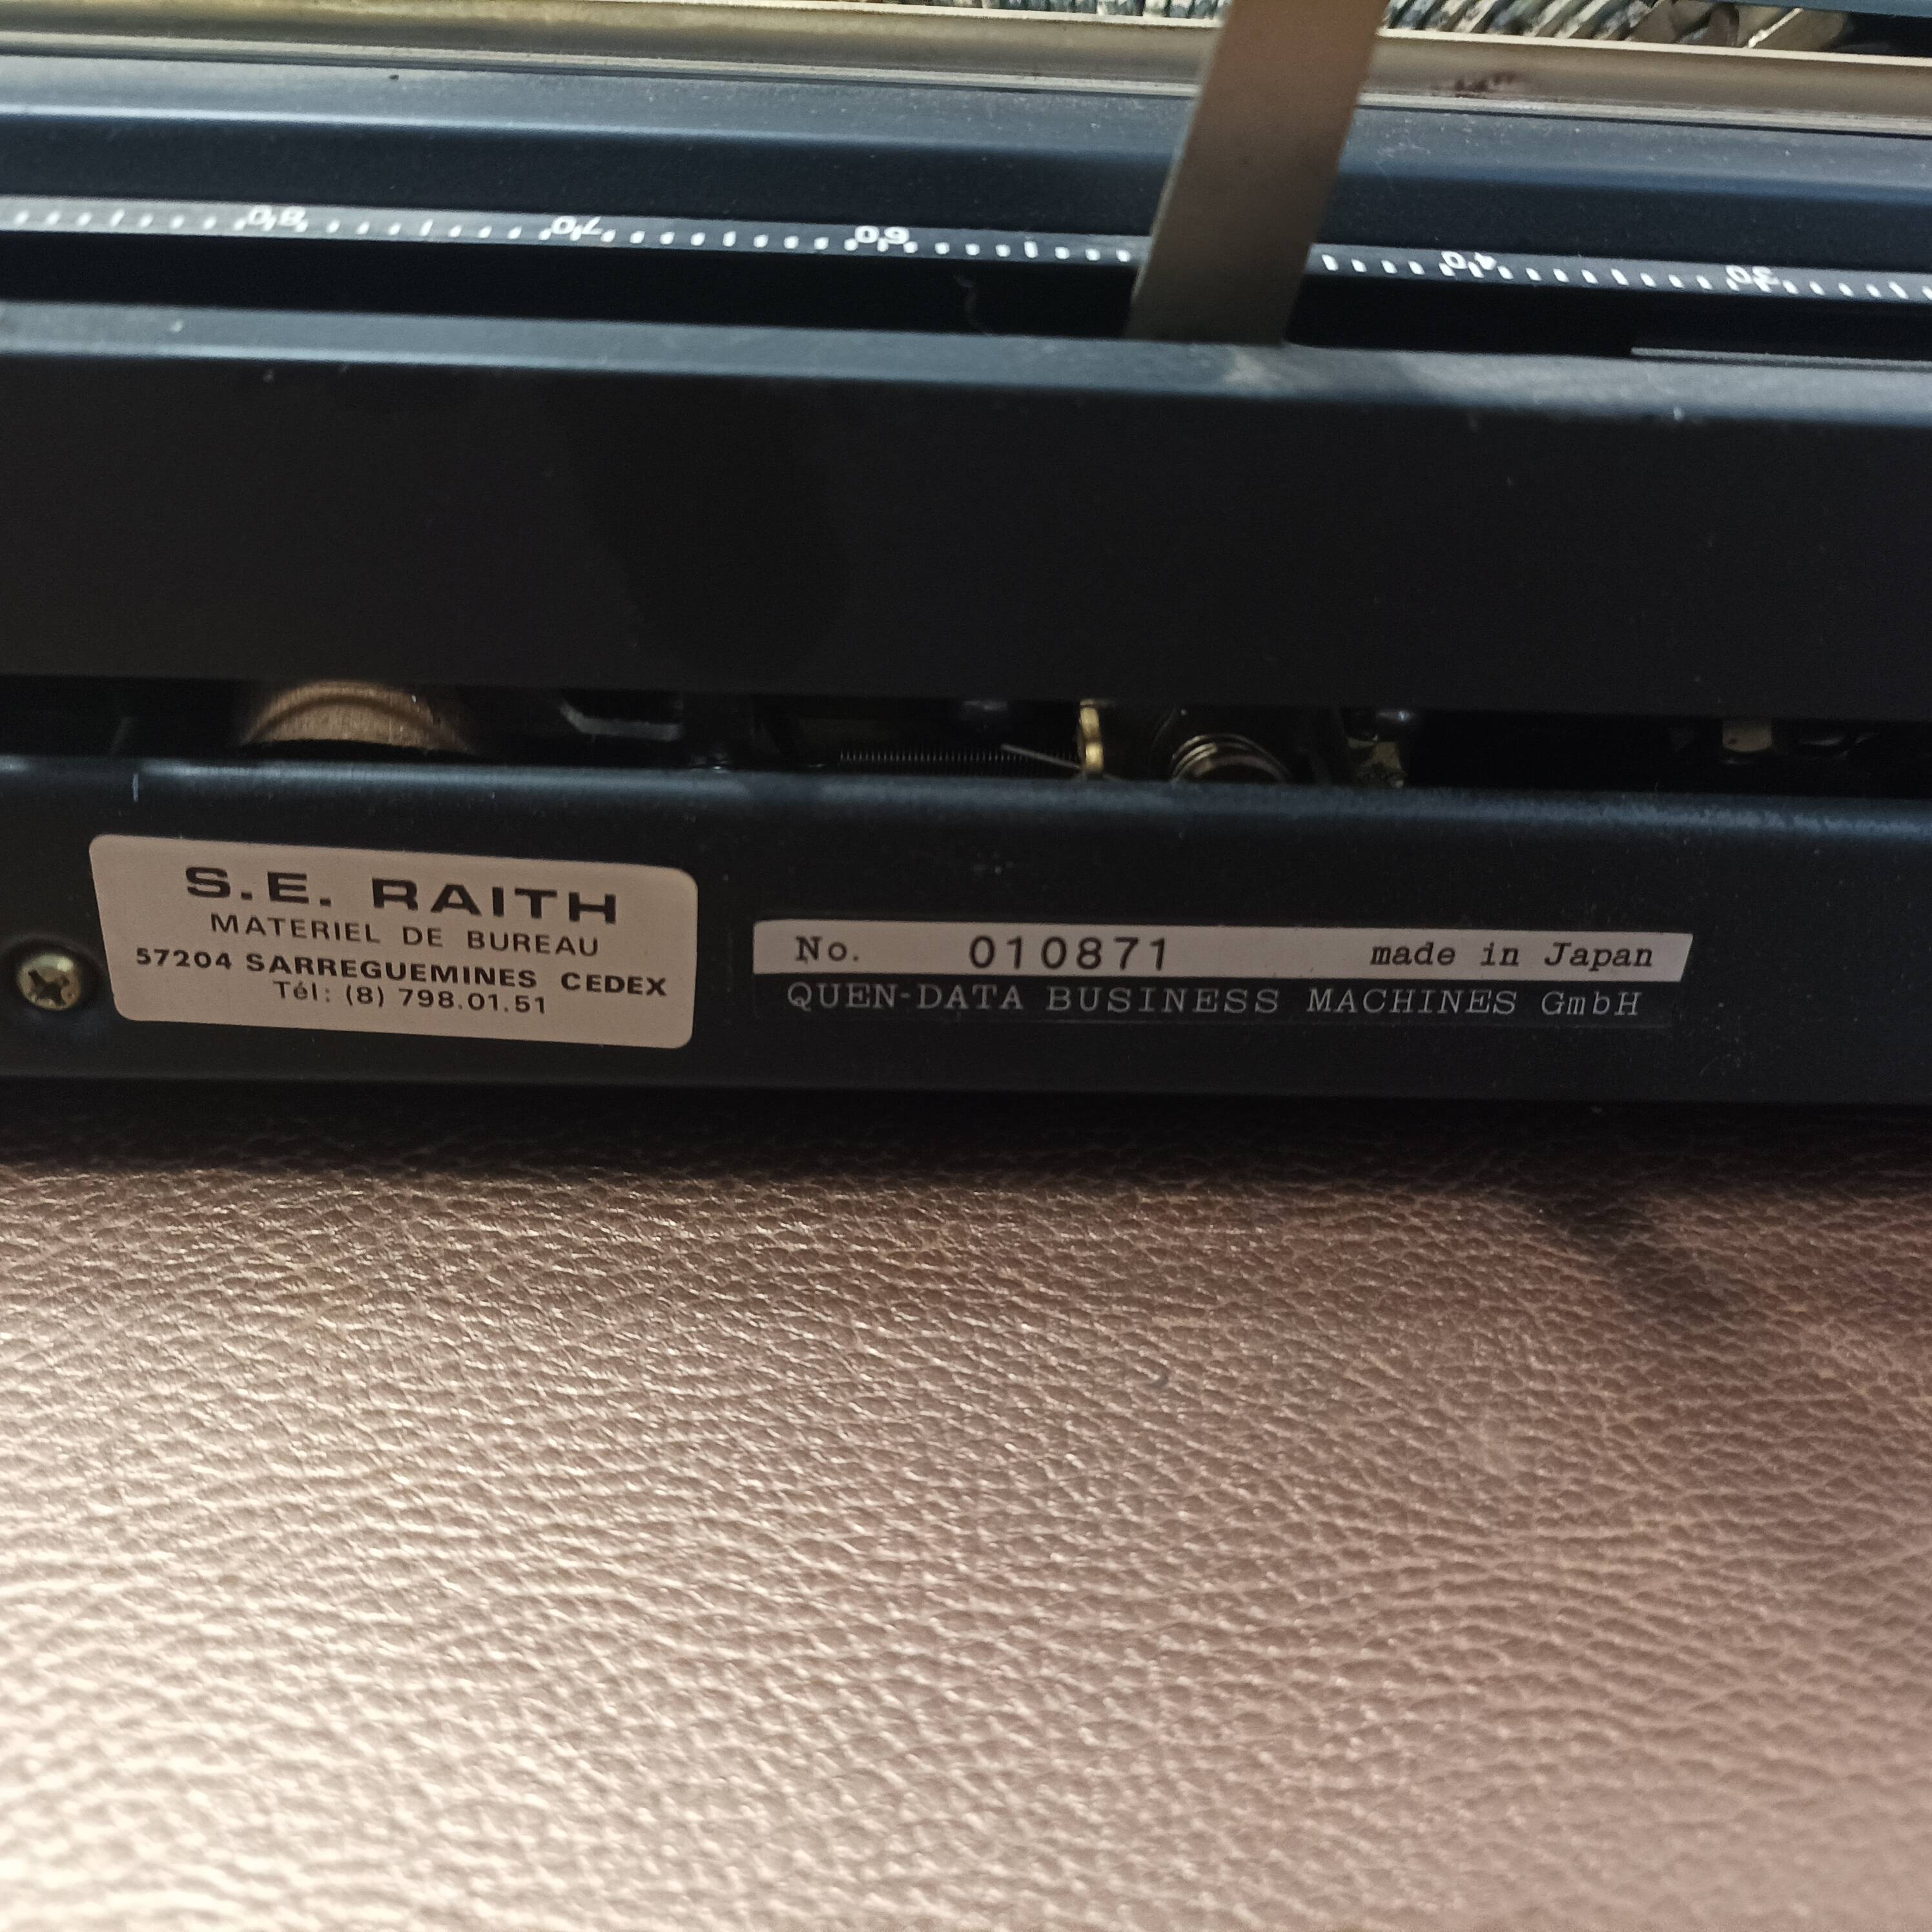 80 70 60 40 30
S.E. RAITH
MATERIEL DE BUREAU
57204 SARREGUEMINES CEDEX
Tél: (8) 798.01.51
No. 010871 made in Japan
QUEN-DATA BUSINESS MACHINES GmbH